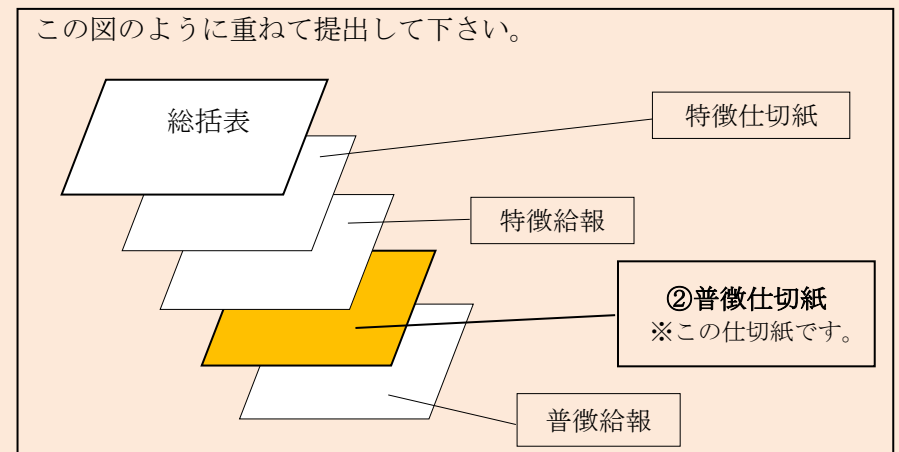 この図のように重ねて提出して下さい。
総括表
特徴仕切紙
特徴給報
②普徴仕切紙
※この仕切紙です。
普徴給報